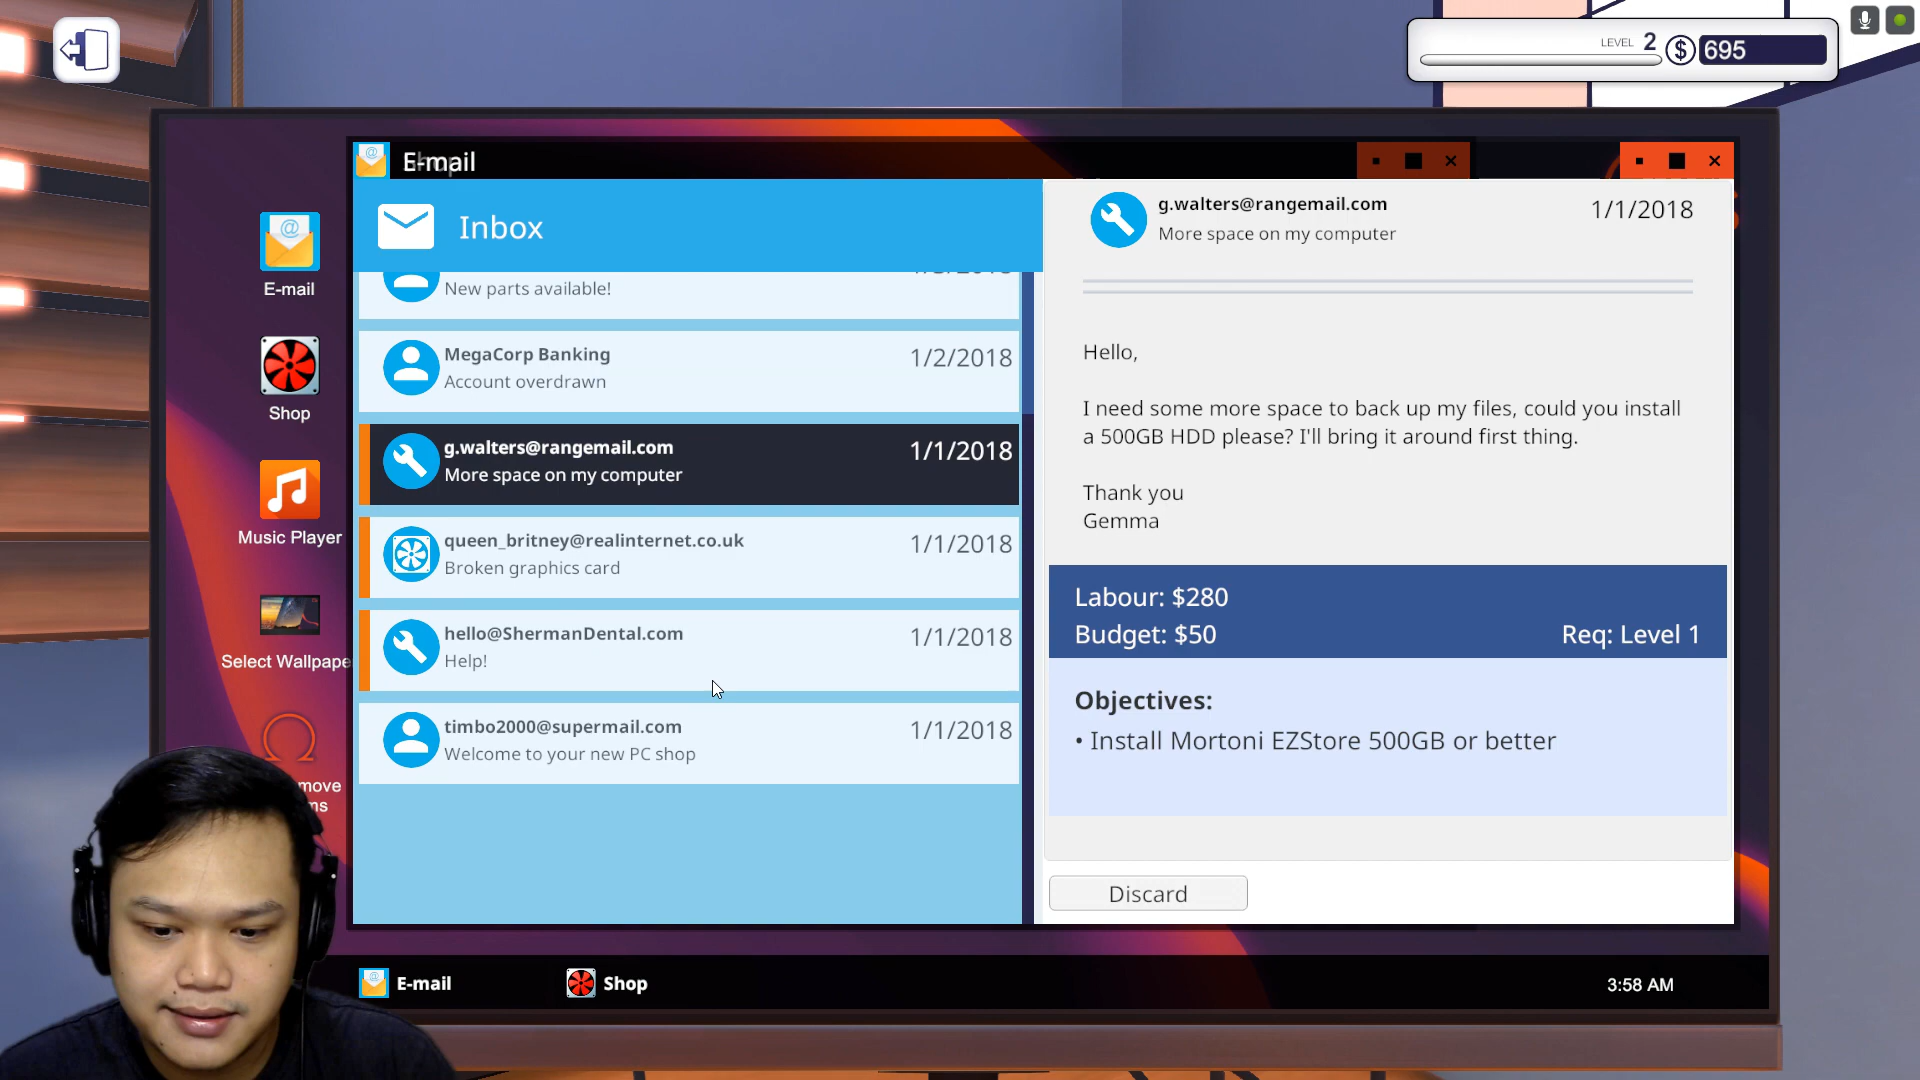 LEVEL 2 $ 695
E-mail
Inbox
E-mail
Shop
Music Player
Select Wallpape
move
ms
New parts available!
MegaCorp Banking
1/2/2018
Account overdrawn
g.walters@rangemail.com
1/1/2018
More space on my computer
queen_britney@realinternet.co.uk
1/1/2018
Broken graphics card
hello@ShermanDental.com
1/1/2018
Help!
timbo2000@supermail.com
1/1/2018
Welcome to your new PC shop
g.walters@rangemail.com
1/1/2018
More space on my computer
Hello,
I need some more space to back up my files, could you install
a 500GB HDD please? I'll bring it around first thing.
Thank you
Gemma
Labour: $280
Budget: $50
Req: Level 1
Objectives:
• Install Mortoni EZStore 500GB or better
Discard
E-mail
Shop
3:58 AM